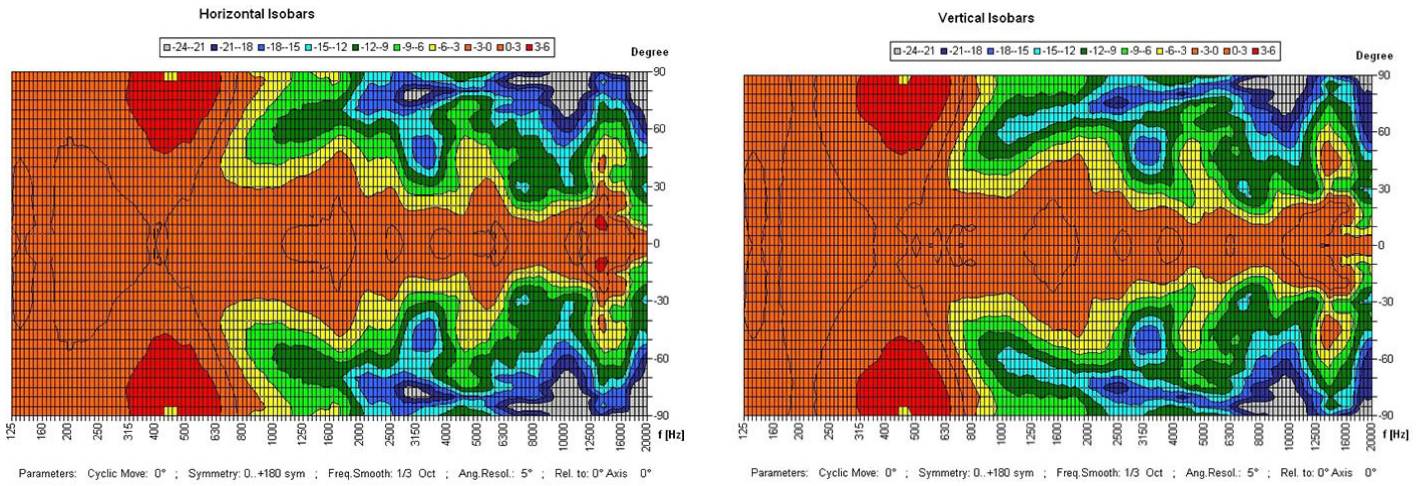 Horizontal Isobars
-24--21 -21--18 -18--15 -15--12 -12--9 -9--6 -6--3 -3-0 0-3 3-6
Degree
90
60
30
0
-30
-60
-90
125 160 200 250 315 400 500 630 800 1000 1250 1600 2000 2500 3150 4000 5000 6300 8000 10000 12500 16000 20000
f [Hz]
Parameters: Cyclic Move: 0° ; Symmetry: 0..+180 sym ; Freq.Smooth: 1/3 Oct ; Ang.Resol.: 5° ; Rel. to: 0° Axis 0°
Vertical Isobars
-24--21 -21--18 -18--15 -15--12 -12--9 -9--6 -6--3 -3-0 0-3 3-6
Degree
90
60
30
0
-30
-60
-90
125 160 200 250 315 400 500 630 800 1000 1250 1600 2000 2500 3150 4000 5000 6300 8000 10000 12500 16000 20000
f [Hz]
Parameters: Cyclic Move: 0° ; Symmetry: 0..+180 sym ; Freq.Smooth: 1/3 Oct ; Ang.Resol.: 5° ; Rel. to: 0° Axis 0°